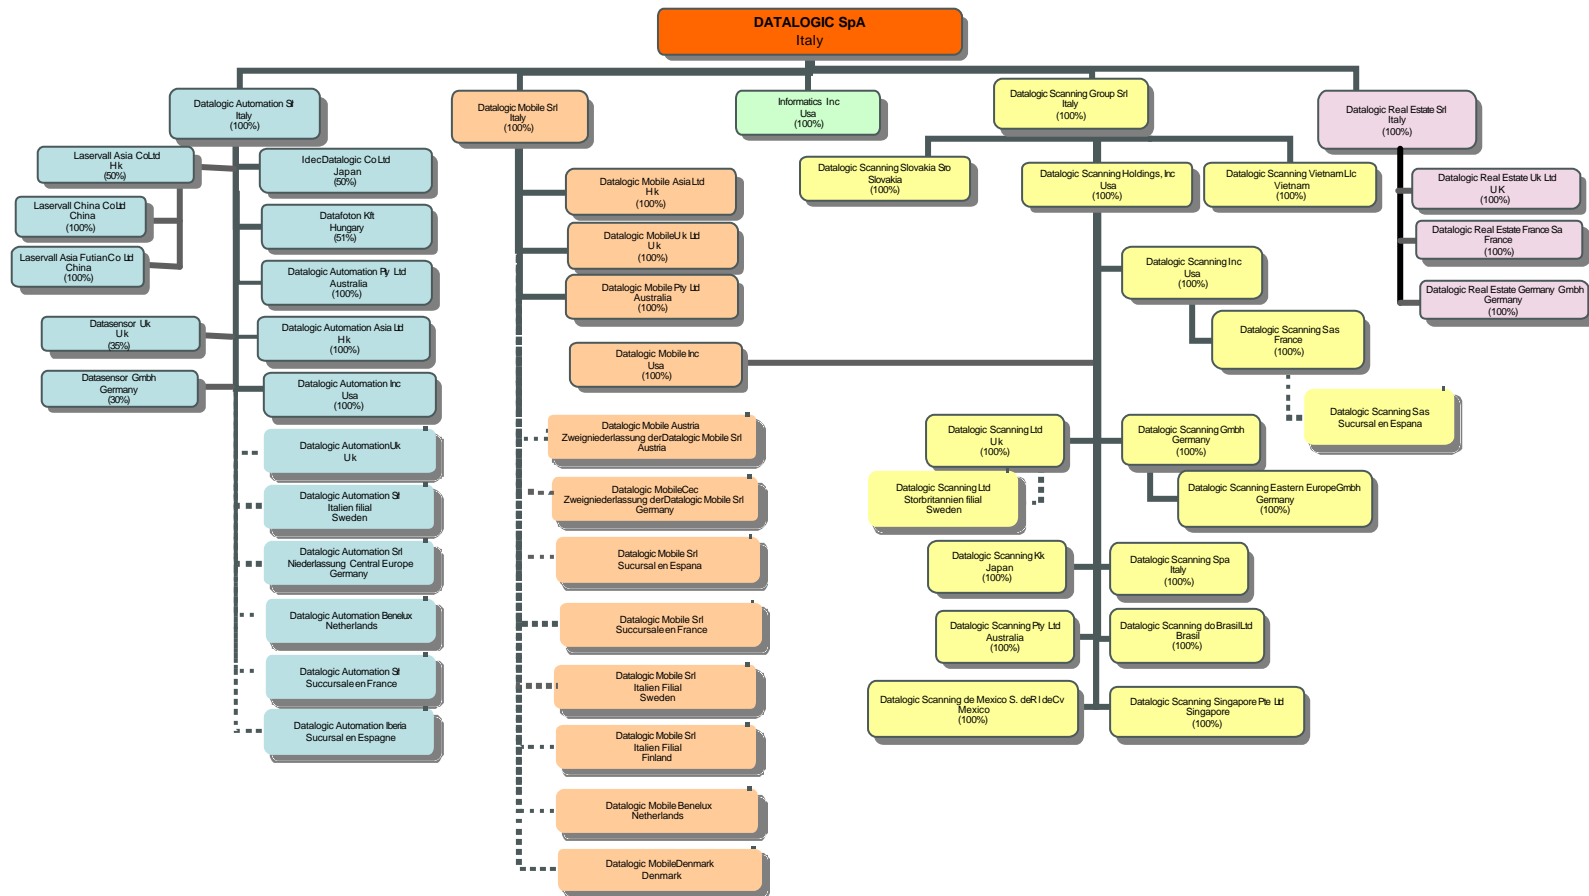 DATALOGIC SpA
Italy
Datalogic Automation Srl
Italy
(100%)
Datalogic Mobile Srl
Italy
(100%)
Informatics Inc
Usa
(100%)
Datalogic Scanning Group Srl
Italy
(100%)
Datalogic Real Estate Srl
Italy
(100%)
Laservall Asia Co Ltd
Hk
(50%)
Laservall China Co Ltd
China
(100%)
Laservall Asia Futian Co Ltd
China
(100%)
Datasensor Uk
Uk
(35%)
Datasensor Gmbh
Germany
(30%)
Idec Datalogic Co Ltd
Japan
(50%)
Datafoton Kft
Hungary
(51%)
Datalogic Automation Pty Ltd
Australia
(100%)
Datalogic Automation Asia Ltd
Hk
(100%)
Datalogic Automation Inc
Usa
(100%)
Datalogic Automation Uk
Uk
Datalogic Automation Srl
Italien filial
Sweden
Datalogic Automation Srl
Niederlassung Central Europe
Germany
Datalogic Automation Benelux
Netherlands
Datalogic Automation Srl
Succursale en France
Datalogic Automation Iberia
Sucursal en Espagne
Datalogic Mobile Asia Ltd
Hk
(100%)
Datalogic Mobile Uk Ltd
Uk
(100%)
Datalogic Mobile Pty Ltd
Australia
(100%)
Datalogic Mobile Inc
Usa
(100%)
Datalogic Mobile Austria
Zweigniederlassung der Datalogic Mobile Srl
Austria
Datalogic Mobile Cec
Zweigniederlassung der Datalogic Mobile Srl
Germany
Datalogic Mobile Srl
Sucursal en Espana
Datalogic Mobile Srl
Succursale en France
Datalogic Mobile Srl
Italien Filial
Sweden
Datalogic Mobile Srl
Italien Filial
Finland
Datalogic Mobile Benelux
Netherlands
Datalogic Mobile Denmark
Denmark
Datalogic Scanning Slovakia Sro
Slovakia
(100%)
Datalogic Scanning Holdings, Inc
Usa
(100%)
Datalogic Scanning Vietnam Llc
Vietnam
(100%)
Datalogic Scanning Inc
Usa
(100%)
Datalogic Scanning Sas
France
(100%)
Datalogic Scanning Sas
Sucursal en Espana
Datalogic Scanning Ltd
Uk
(100%)
Datalogic Scanning Ltd
Storbritannien filial
Sweden
Datalogic Scanning Gmbh
Germany
(100%)
Datalogic Scanning Eastern Europe Gmbh
Germany
(100%)
Datalogic Scanning Kk
Japan
(100%)
Datalogic Scanning Spa
Italy
(100%)
Datalogic Scanning Pty Ltd
Australia
(100%)
Datalogic Scanning do Brasil Ltd
Brasil
(100%)
Datalogic Scanning de Mexico S. de R l de Cv
Mexico
(100%)
Datalogic Scanning Singapore Pte Ltd
Singapore
(100%)
Datalogic Real Estate Uk Ltd
UK
(100%)
Datalogic Real Estate France Sa
France
(100%)
Datalogic Real Estate Germany Gmbh
Germany
(100%)